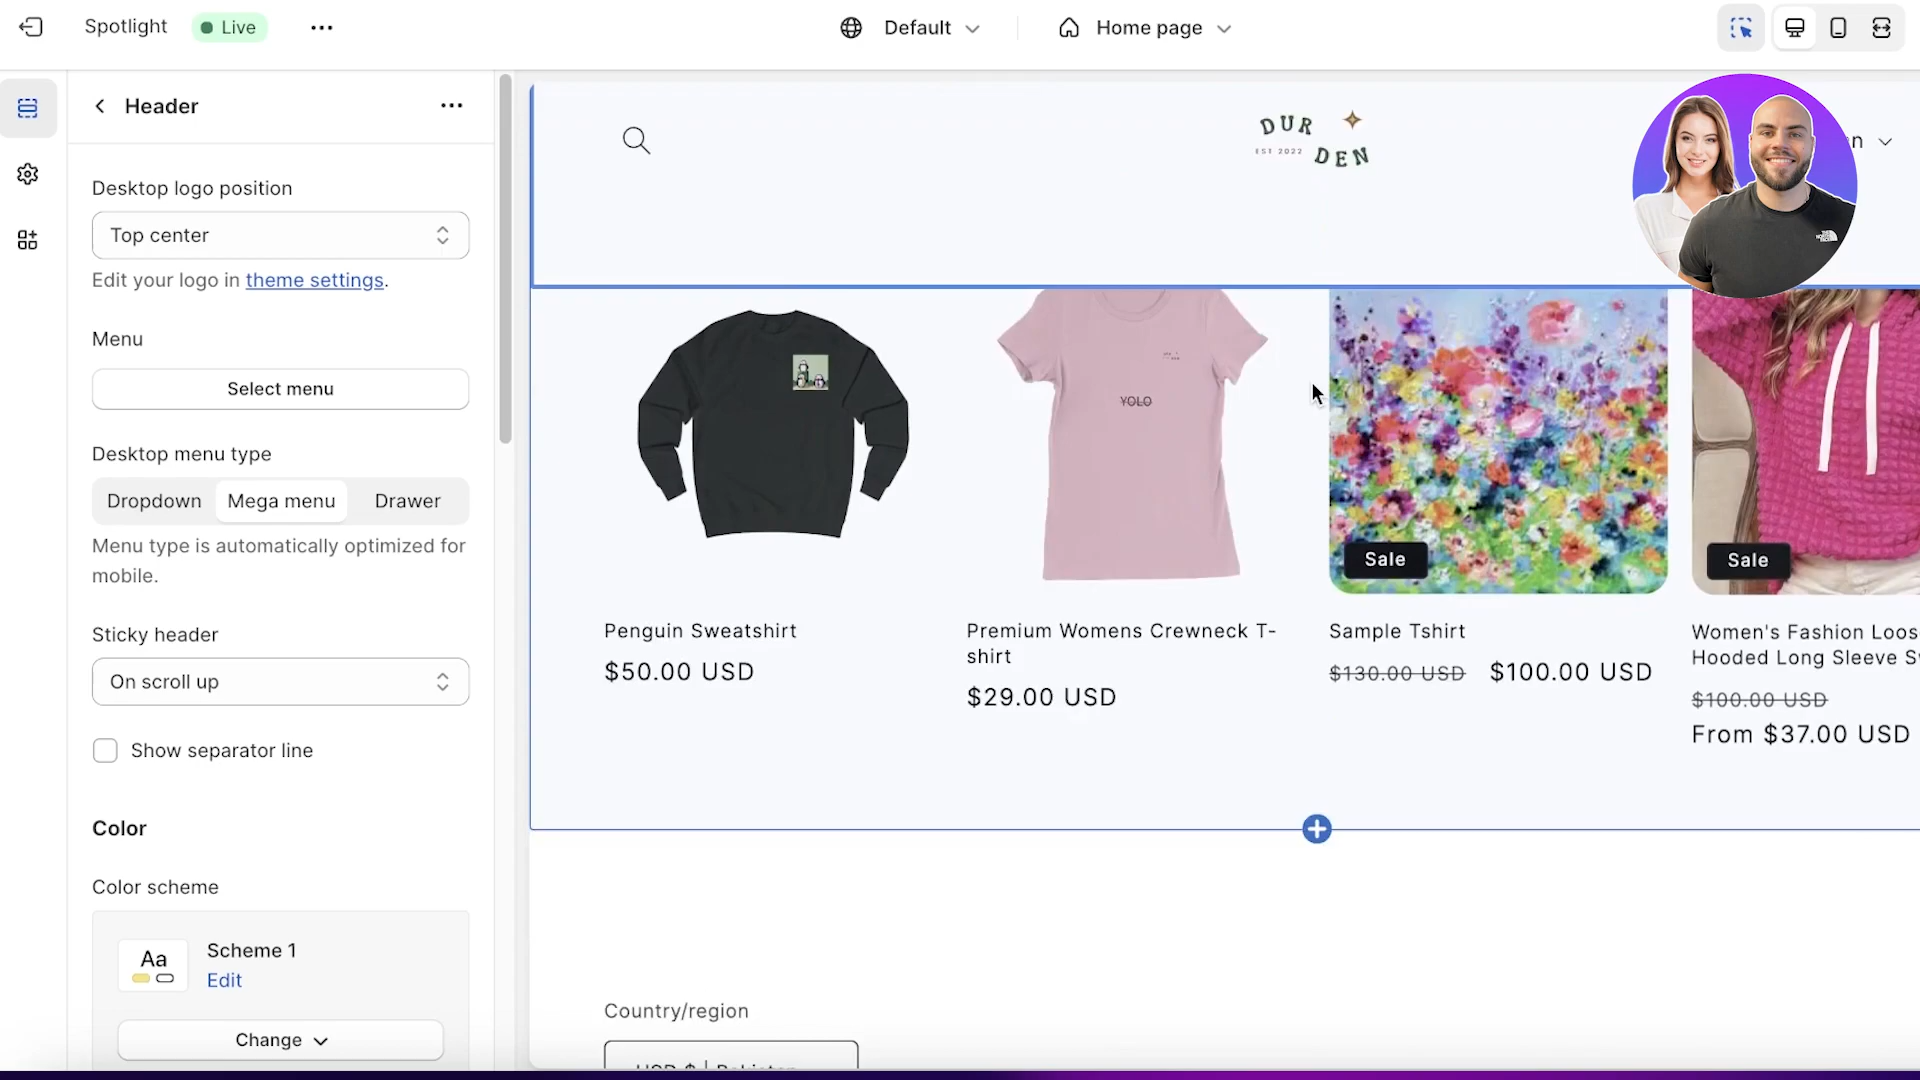 Spotlight
Live
Default
Home page
Header
Desktop logo position
Top center
Edit your logo in theme settings.
Menu
Select menu
Desktop menu type
Dropdown
Mega menu
Drawer
Menu type is automatically optimized for
mobile.
Sticky header
On scroll up
Show separator line
Color
Color scheme
Aa
Scheme 1
Edit
Change
DUR
EST 2022
DEN
YOLO
Sale
Sale
Penguin Sweatshirt
$50.00 USD
Premium Womens Crewneck T-
shirt
$29.00 USD
Sample Tshirt
$130.00 USD $100.00 USD
Women's Fashion Loos
Hooded Long Sleeve S
$100.00 USD
From $37.00 USD
Country/region
USD $ | Pakistan